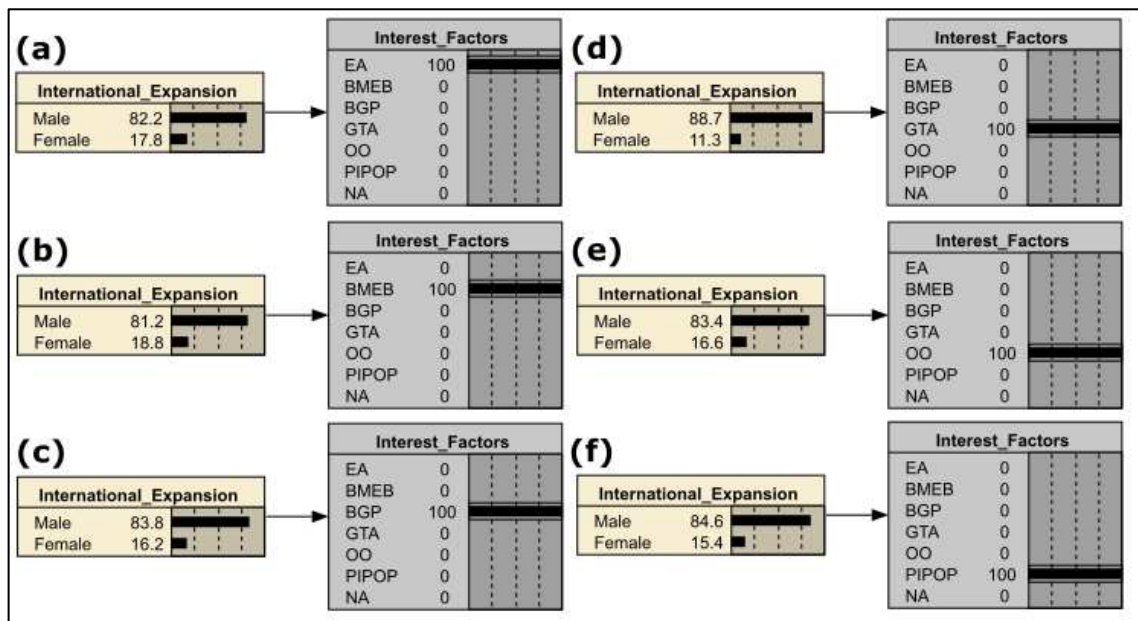 (a)
International_Expansion
Male 82.2
Female 17.8
Interest_Factors
EA 100
BMEB 0
BGP 0
GTA 0
OO 0
PIPOP 0
NA 0
(d)
International_Expansion
Male 88.7
Female 11.3
Interest_Factors
EA 0
BMEB 0
BGP 0
GTA 100
OO 0
PIPOP 0
NA 0
(b)
International_Expansion
Male 81.2
Female 18.8
Interest_Factors
EA 0
BMEB 100
BGP 0
GTA 0
OO 0
PIPOP 0
NA 0
(e)
International_Expansion
Male 83.4
Female 16.6
Interest_Factors
EA 0
BMEB 0
BGP 0
GTA 0
OO 100
PIPOP 0
NA 0
(c)
International_Expansion
Male 83.8
Female 16.2
Interest_Factors
EA 0
BMEB 0
BGP 100
GTA 0
OO 0
PIPOP 0
NA 0
(f)
International_Expansion
Male 84.6
Female 15.4
Interest_Factors
EA 0
BMEB 0
BGP 0
GTA 0
OO 0
PIPOP 100
NA 0